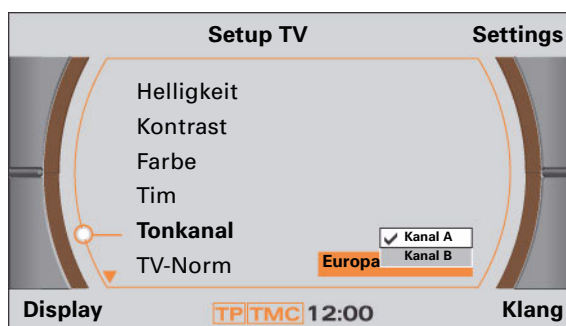 Setup TV Settings
Helligkeit
Kontrast
Farbe
Tim
Tonkanal
Kanal A
TV-Norm
Europa
Kanal B
Display TP TMC 12:00 Klang